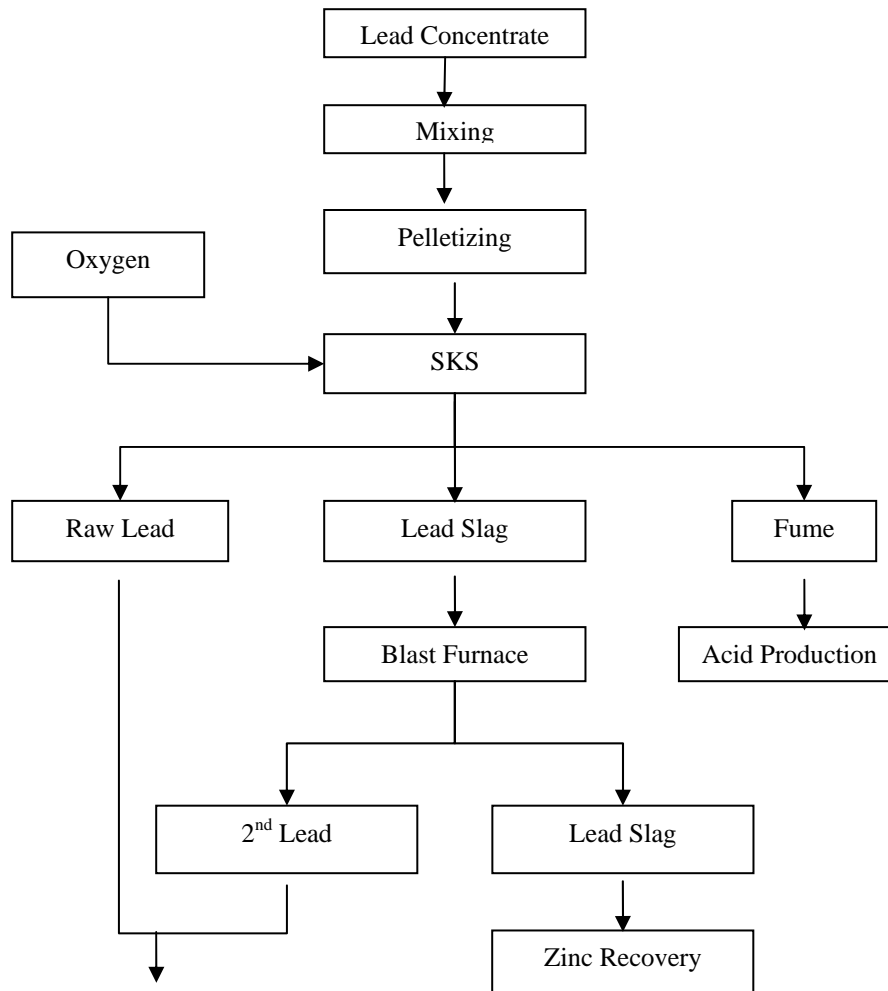 Lead Concentrate
Mixing
Pelletizing
Oxygen
SKS
Raw Lead
Lead Slag
Fume
Blast Furnace
Acid Production
2nd Lead
Lead Slag
Zinc Recovery